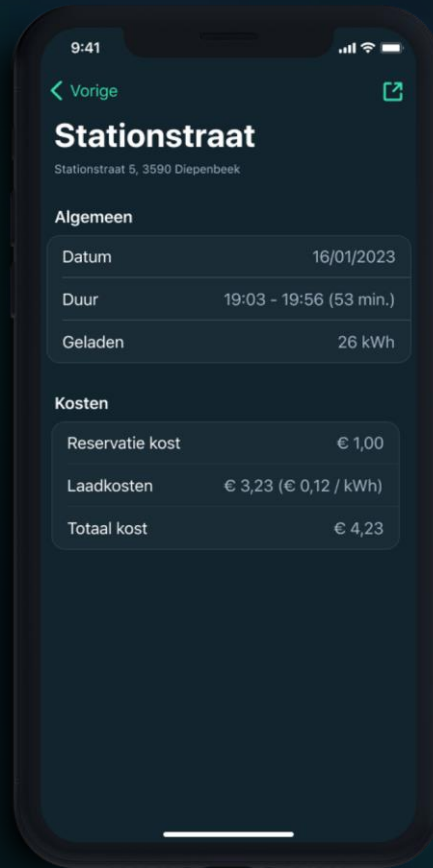 9:41
Vorige
Stationstraat
Stationstraat 5, 3590 Diepenbeek
Algemeen
Datum 16/01/2023
Duur 19:03 - 19:56 (53 min.)
Geladen 26 kWh
Kosten
Reservatie kost € 1,00
Laadkosten € 3,23 (€ 0,12 / kWh)
Totaal kost € 4,23